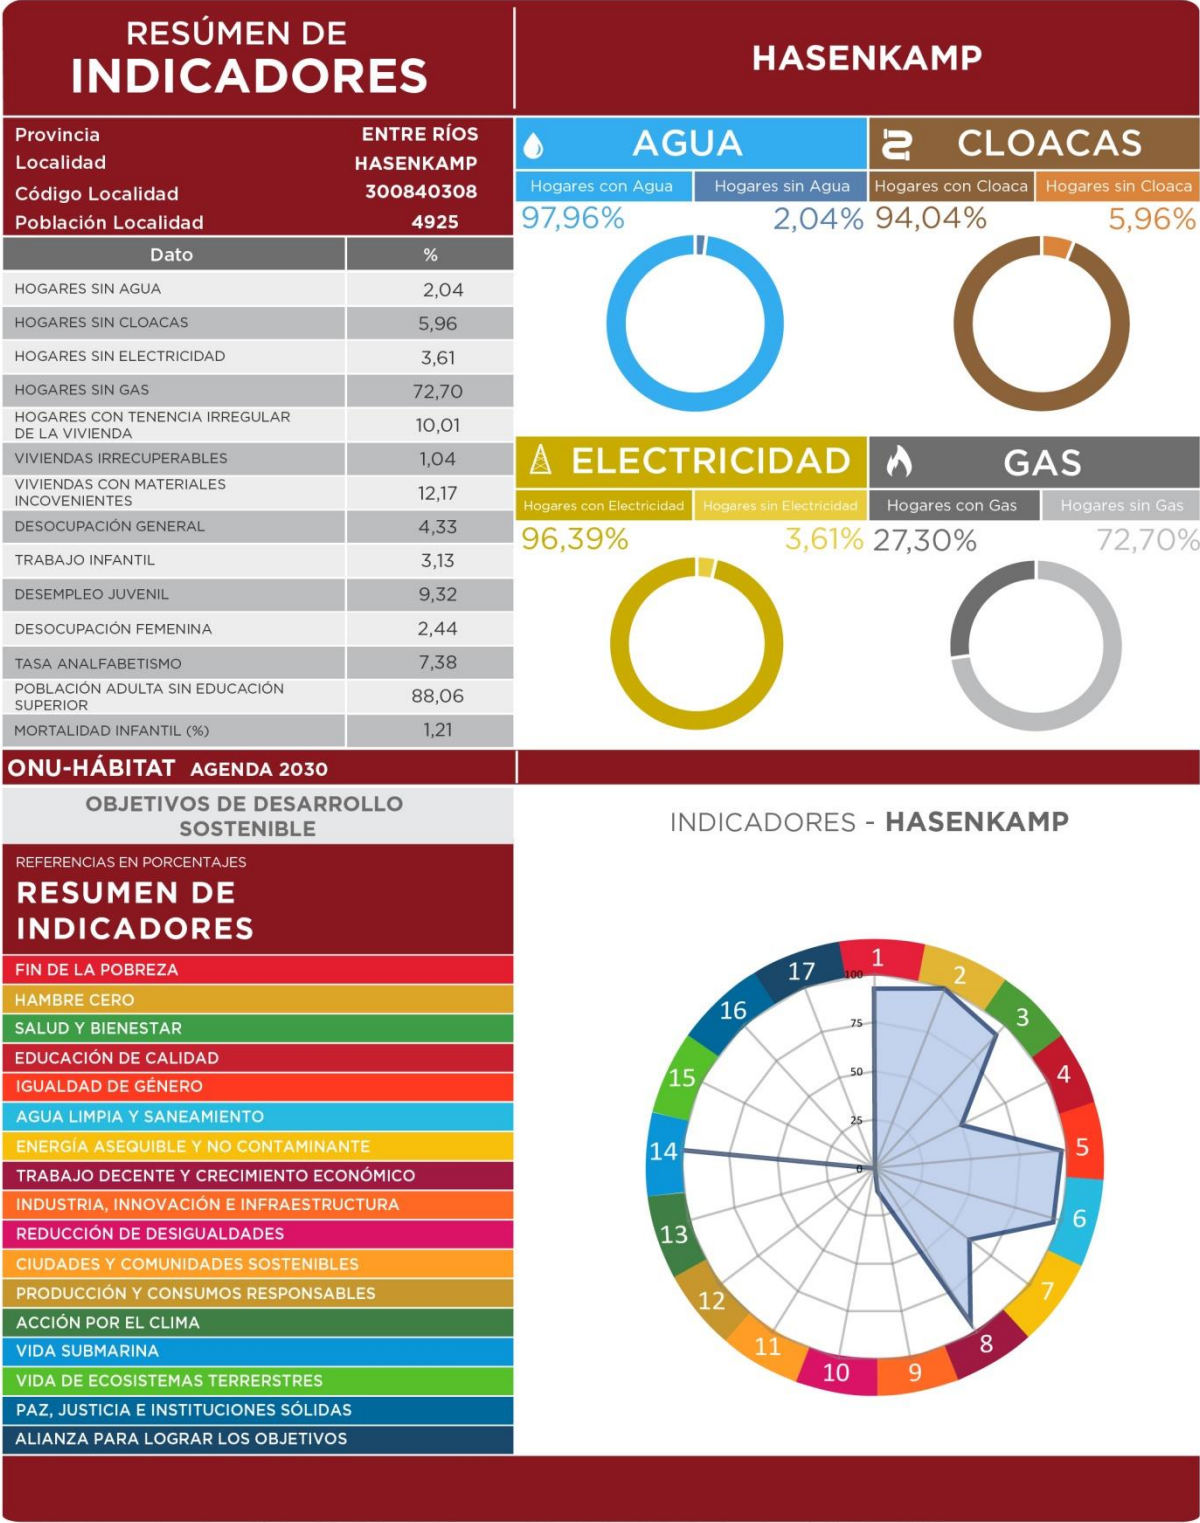 RESÚMEN DE
INDICADORES
HASENKAMP
Provincia ENTRE RÍOS
Localidad HASENKAMP
Código Localidad 300840308
Población Localidad 4925
Dato %
HOGARES SIN AGUA 2,04
HOGARES SIN CLOACAS 5,96
HOGARES SIN ELECTRICIDAD 3,61
HOGARES SIN GAS 72,70
HOGARES CON TENENCIA IRREGULAR
DE LA VIVIENDA 10,01
VIVIENDAS IRRECUPERABLES 1,04
VIVIENDAS CON MATERIALES
INCOVENIENTES 12,17
DESOCUPACIÓN GENERAL 4,33
TRABAJO INFANTIL 3,13
DESEMPLEO JUVENIL 9,32
DESOCUPACIÓN FEMENINA 2,44
TASA ANALFABETISMO 7,38
POBLACIÓN ADULTA SIN EDUCACIÓN
SUPERIOR 88,06
MORTALIDAD INFANTIL (%) 1,21
AGUA
Hogares con Agua Hogares sin Agua
97,96% 2,04%
CLOACAS
Hogares con Cloaca Hogares sin Cloaca
94,04% 5,96%
ELECTRICIDAD
Hogares con Electricidad Hogares sin Electricidad
96,39% 3,61%
GAS
Hogares con Gas Hogares sin Gas
27,30% 72,70%
ONU-HÁBITAT AGENDA 2030
OBJETIVOS DE DESARROLLO
SOSTENIBLE
REFERENCIAS EN PORCENTAJES
RESUMEN DE
INDICADORES
FIN DE LA POBREZA
HAMBRE CERO
SALUD Y BIENESTAR
EDUCACIÓN DE CALIDAD
IGUALDAD DE GÉNERO
AGUA LIMPIA Y SANEAMIENTO
ENERGÍA ASEQUIBLE Y NO CONTAMINANTE
TRABAJO DECENTE Y CRECIMIENTO ECONÓMICO
INDUSTRIA, INNOVACIÓN E INFRAESTRUCTURA
REDUCCIÓN DE DESIGUALDADES
CIUDADES Y COMUNIDADES SOSTENIBLES
PRODUCCIÓN Y CONSUMOS RESPONSABLES
ACCIÓN POR EL CLIMA
VIDA SUBMARINA
VIDA DE ECOSISTEMAS TERRERSTRES
PAZ, JUSTICIA E INSTITUCIONES SÓLIDAS
ALIANZA PARA LOGRAR LOS OBJETIVOS
INDICADORES - HASENKAMP
1
2
3
4
5
6
7
8
9
10
11
12
13
14
15
16
17
100
75
50
25
0